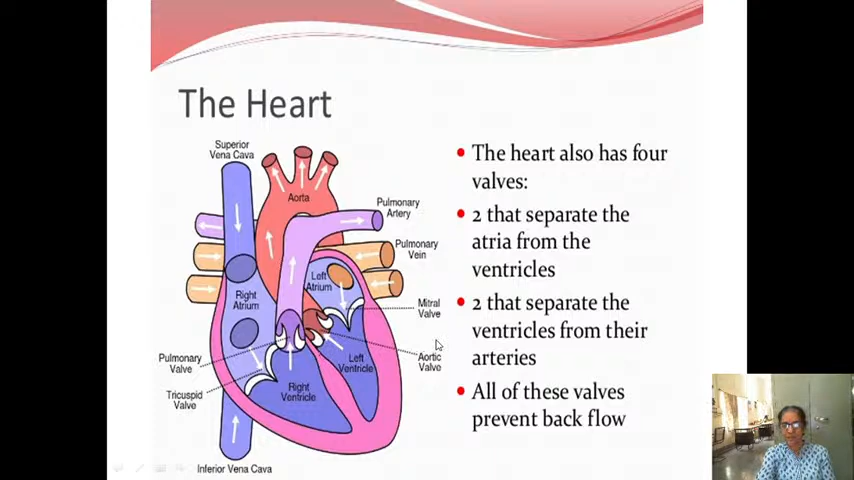 The Heart
Superior
Vena Cava
Aorta
Pulmonary
Artery
Pulmonary
Vein
Left
Atrium
Right
Atrium
Mitral
Valve
Pulmonary
Valve
Aortic
Valve
Left
Ventricle
Right
Ventricle
Tricuspid
Valve
Inferior Vena Cava
• The heart also has four
valves:
• 2 that separate the
atria from the
ventricles
• 2 that separate the
ventricles from their
arteries
• All of these valves
prevent back flow